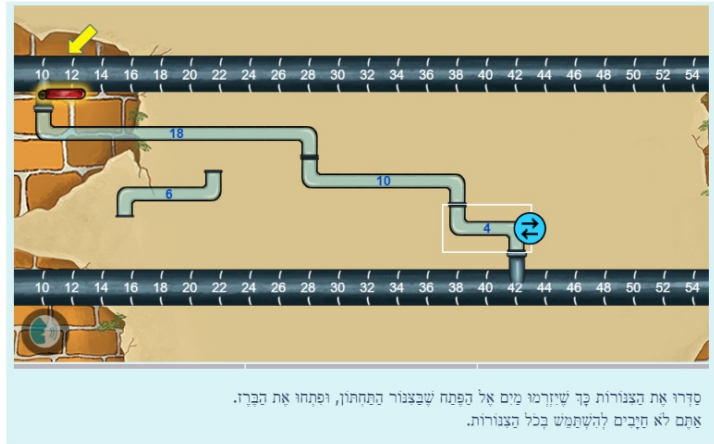 10 12 14 16 18 20 22 24 26 28 30 32 34 36 38 40 42 44 46 48 50 52 54
18
10
6
4
10 12 14 16 18 20 22 24 26 28 30 32 34 36 38 40 42 44 46 48 50 52 54
סַדְּרוּ אֶת הַצִּנּוֹרוֹת כָּךְ שֶׁיִּזְרְמוּ מַיִם אֶל הַפֶּתַח שֶׁבַּצִּנּוֹר הַתַּחְתּוֹן, וּפִתְחוּ אֶת הַבֶּרֶז.
אַתֶּם לֹא חַיָּבִים לְהִשְׁתַּמֵּשׁ בְּכֹל הַצִּנּוֹרוֹת.